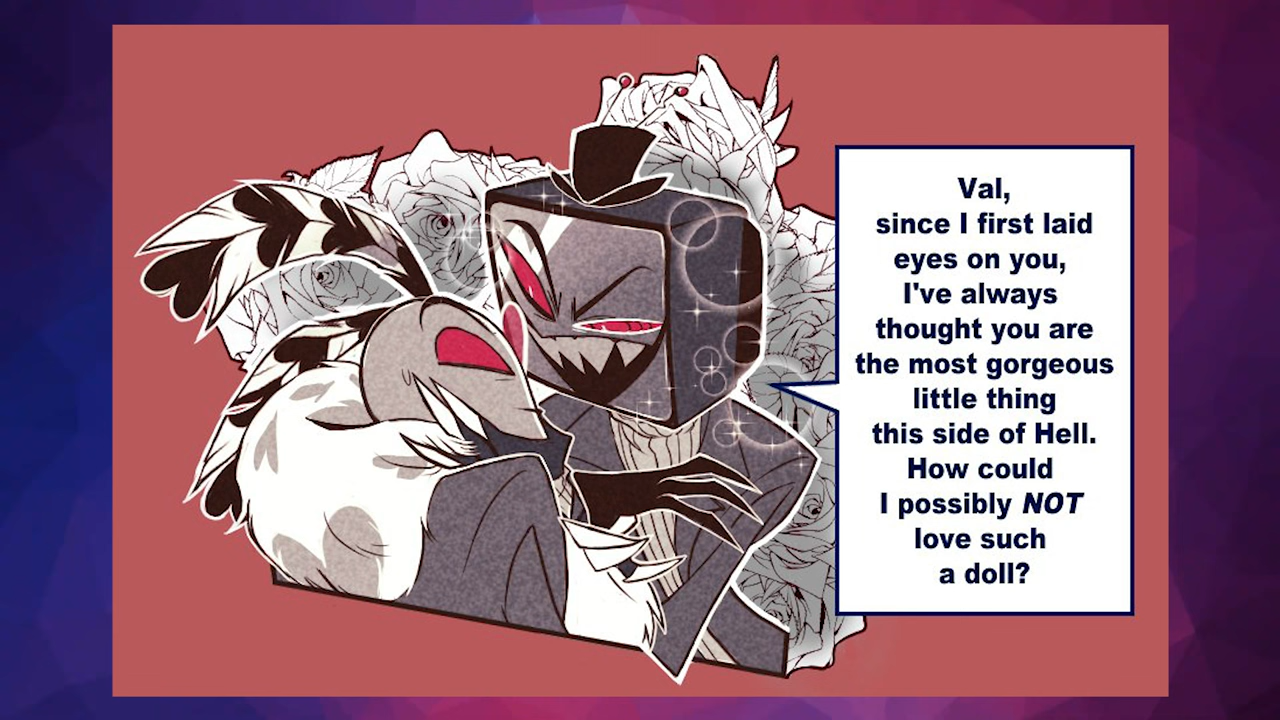 Val,
since I first laid
eyes on you,
I've always
thought you are
the most gorgeous
little thing
this side of Hell.
How could
I possibly NOT
love such
a doll?